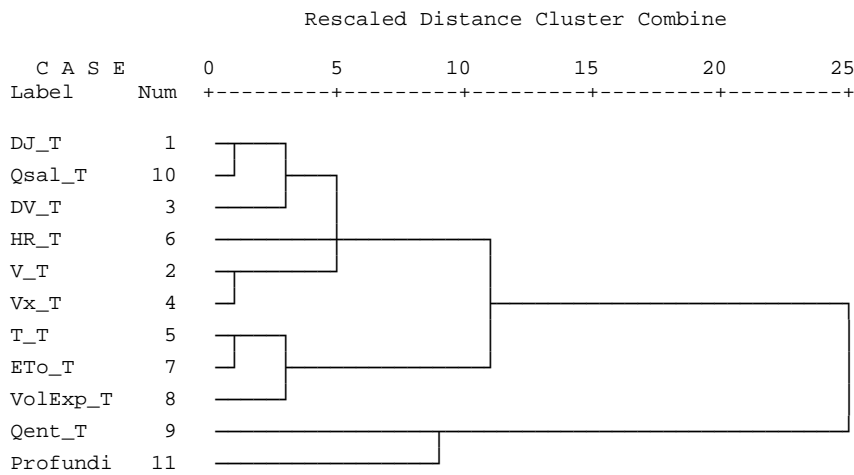 Rescaled Distance Cluster Combine
C A S E 0 5 10 15 20 25
Label Num +---------+---------+---------+---------+---------+
DJ_T 1
Qsal_T 10
DV_T 3
HR_T 6
V_T 2
Vx_T 4
T_T 5
ETo_T 7
VolExp_T 8
Qent_T 9
Profundi 11